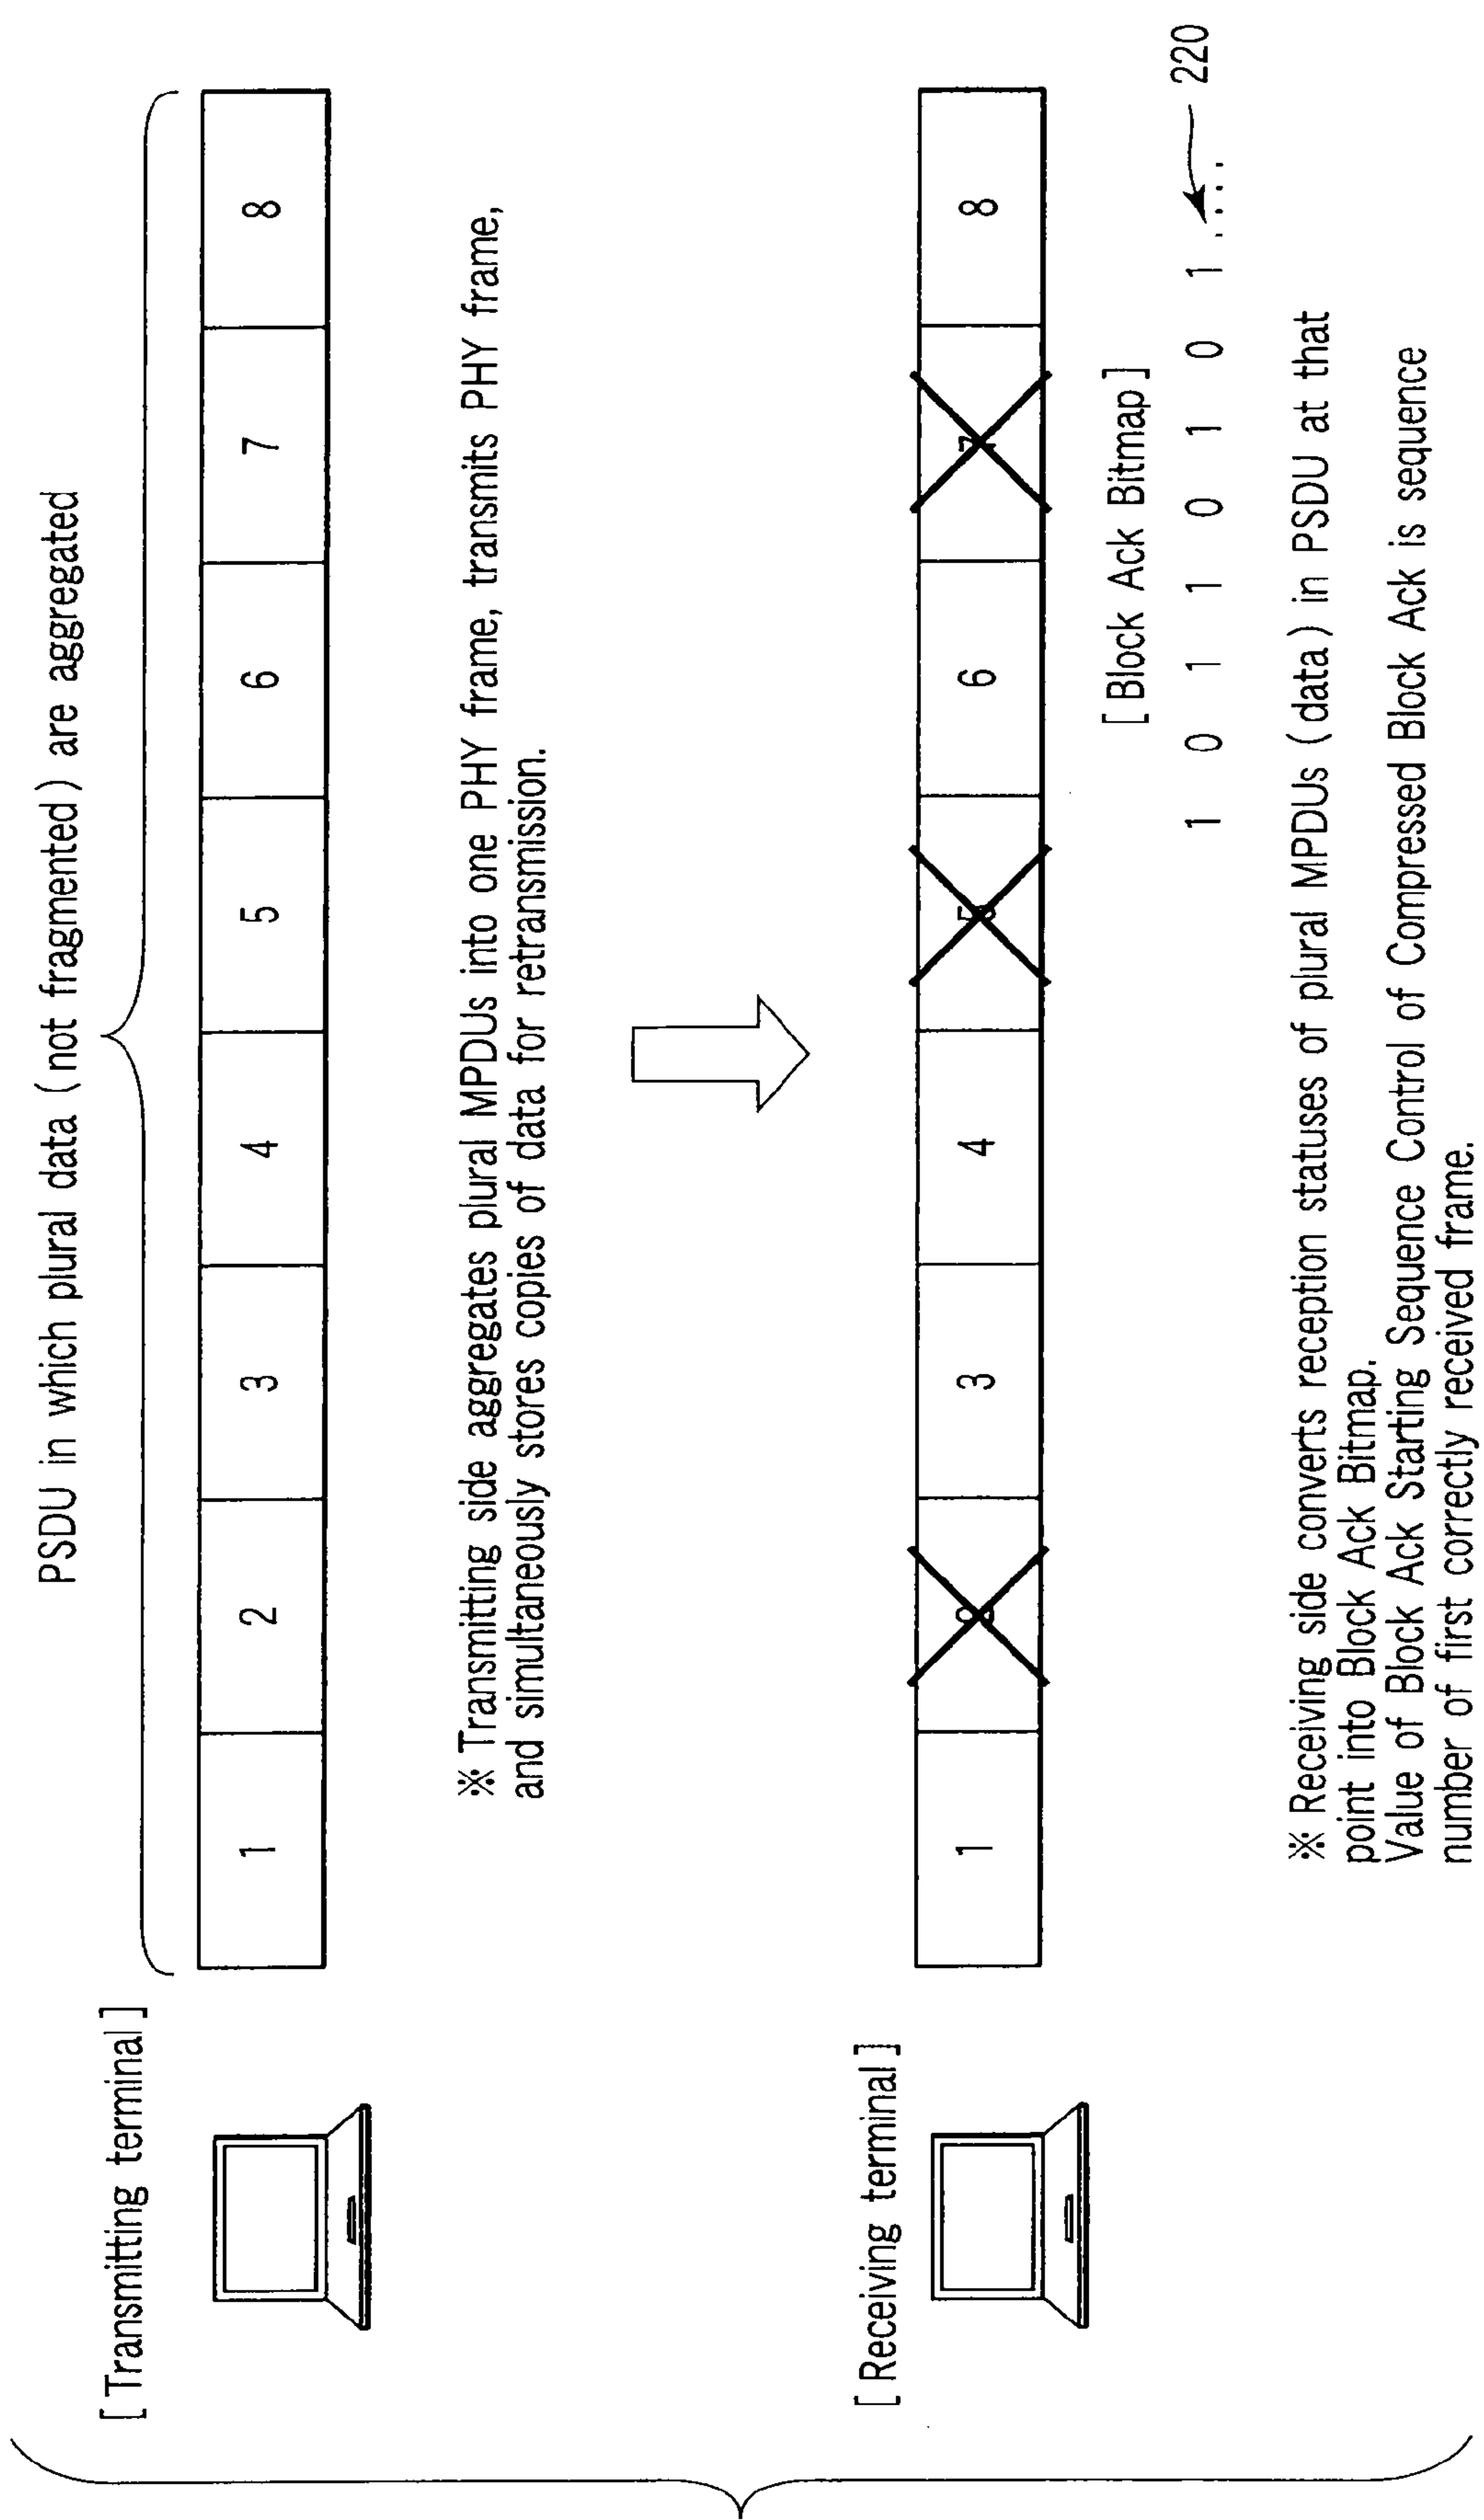 PSDU in which plural data (not fragmented) are aggregated
[Transmitting terminal]
1 2 3 4 5 6 7 8
※ Transmitting side aggregates plural MPDUs into one PHY frame, transmits PHY frame,
and simultaneously stores copies of data for retransmission.
[Receiving terminal]
1 2 3 4 5 6 7 8
[Block Ack Bitmap]
1 0 1 1 0 1 0 1 ....
220
※ Receiving side converts reception statuses of plural MPDUs (data) in PSDU at that
point into Block Ack Bitmap.
Value of Block Ack Starting Sequence Control of Compressed Block Ack is sequence
number of first correctly received frame.